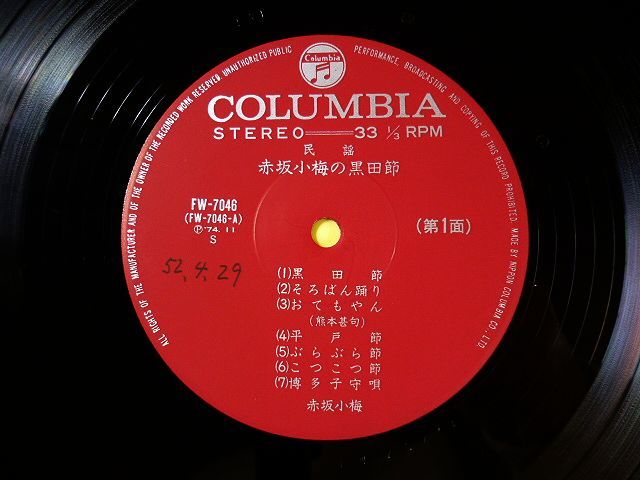 Columbia
COLUMBIA
STEREO 33 1/3 RPM
民謡
赤坂小梅の黒田節
FW-7046
(FW-7046-A)
Ⓟ'74.11
S
(第1面)
52.4.29
(1)黒田節
(2)そろばん踊り
(3)おてもやん
(熊本甚句)
(4)平戸節
(5)ぶらぶら節
(6)こつこつ節
(7)博多子守唄
赤坂小梅
ALL RIGHTS OF THE MANUFACTURER AND OF THE OWNER OF THE RECORDED WORK RESERVED. UNAUTHORIZED PUBLIC PERFORMANCE, BROADCASTING AND COPYING OF THIS RECORD PROHIBITED. MADE BY NIPPON COLUMBIA CO., LTD.